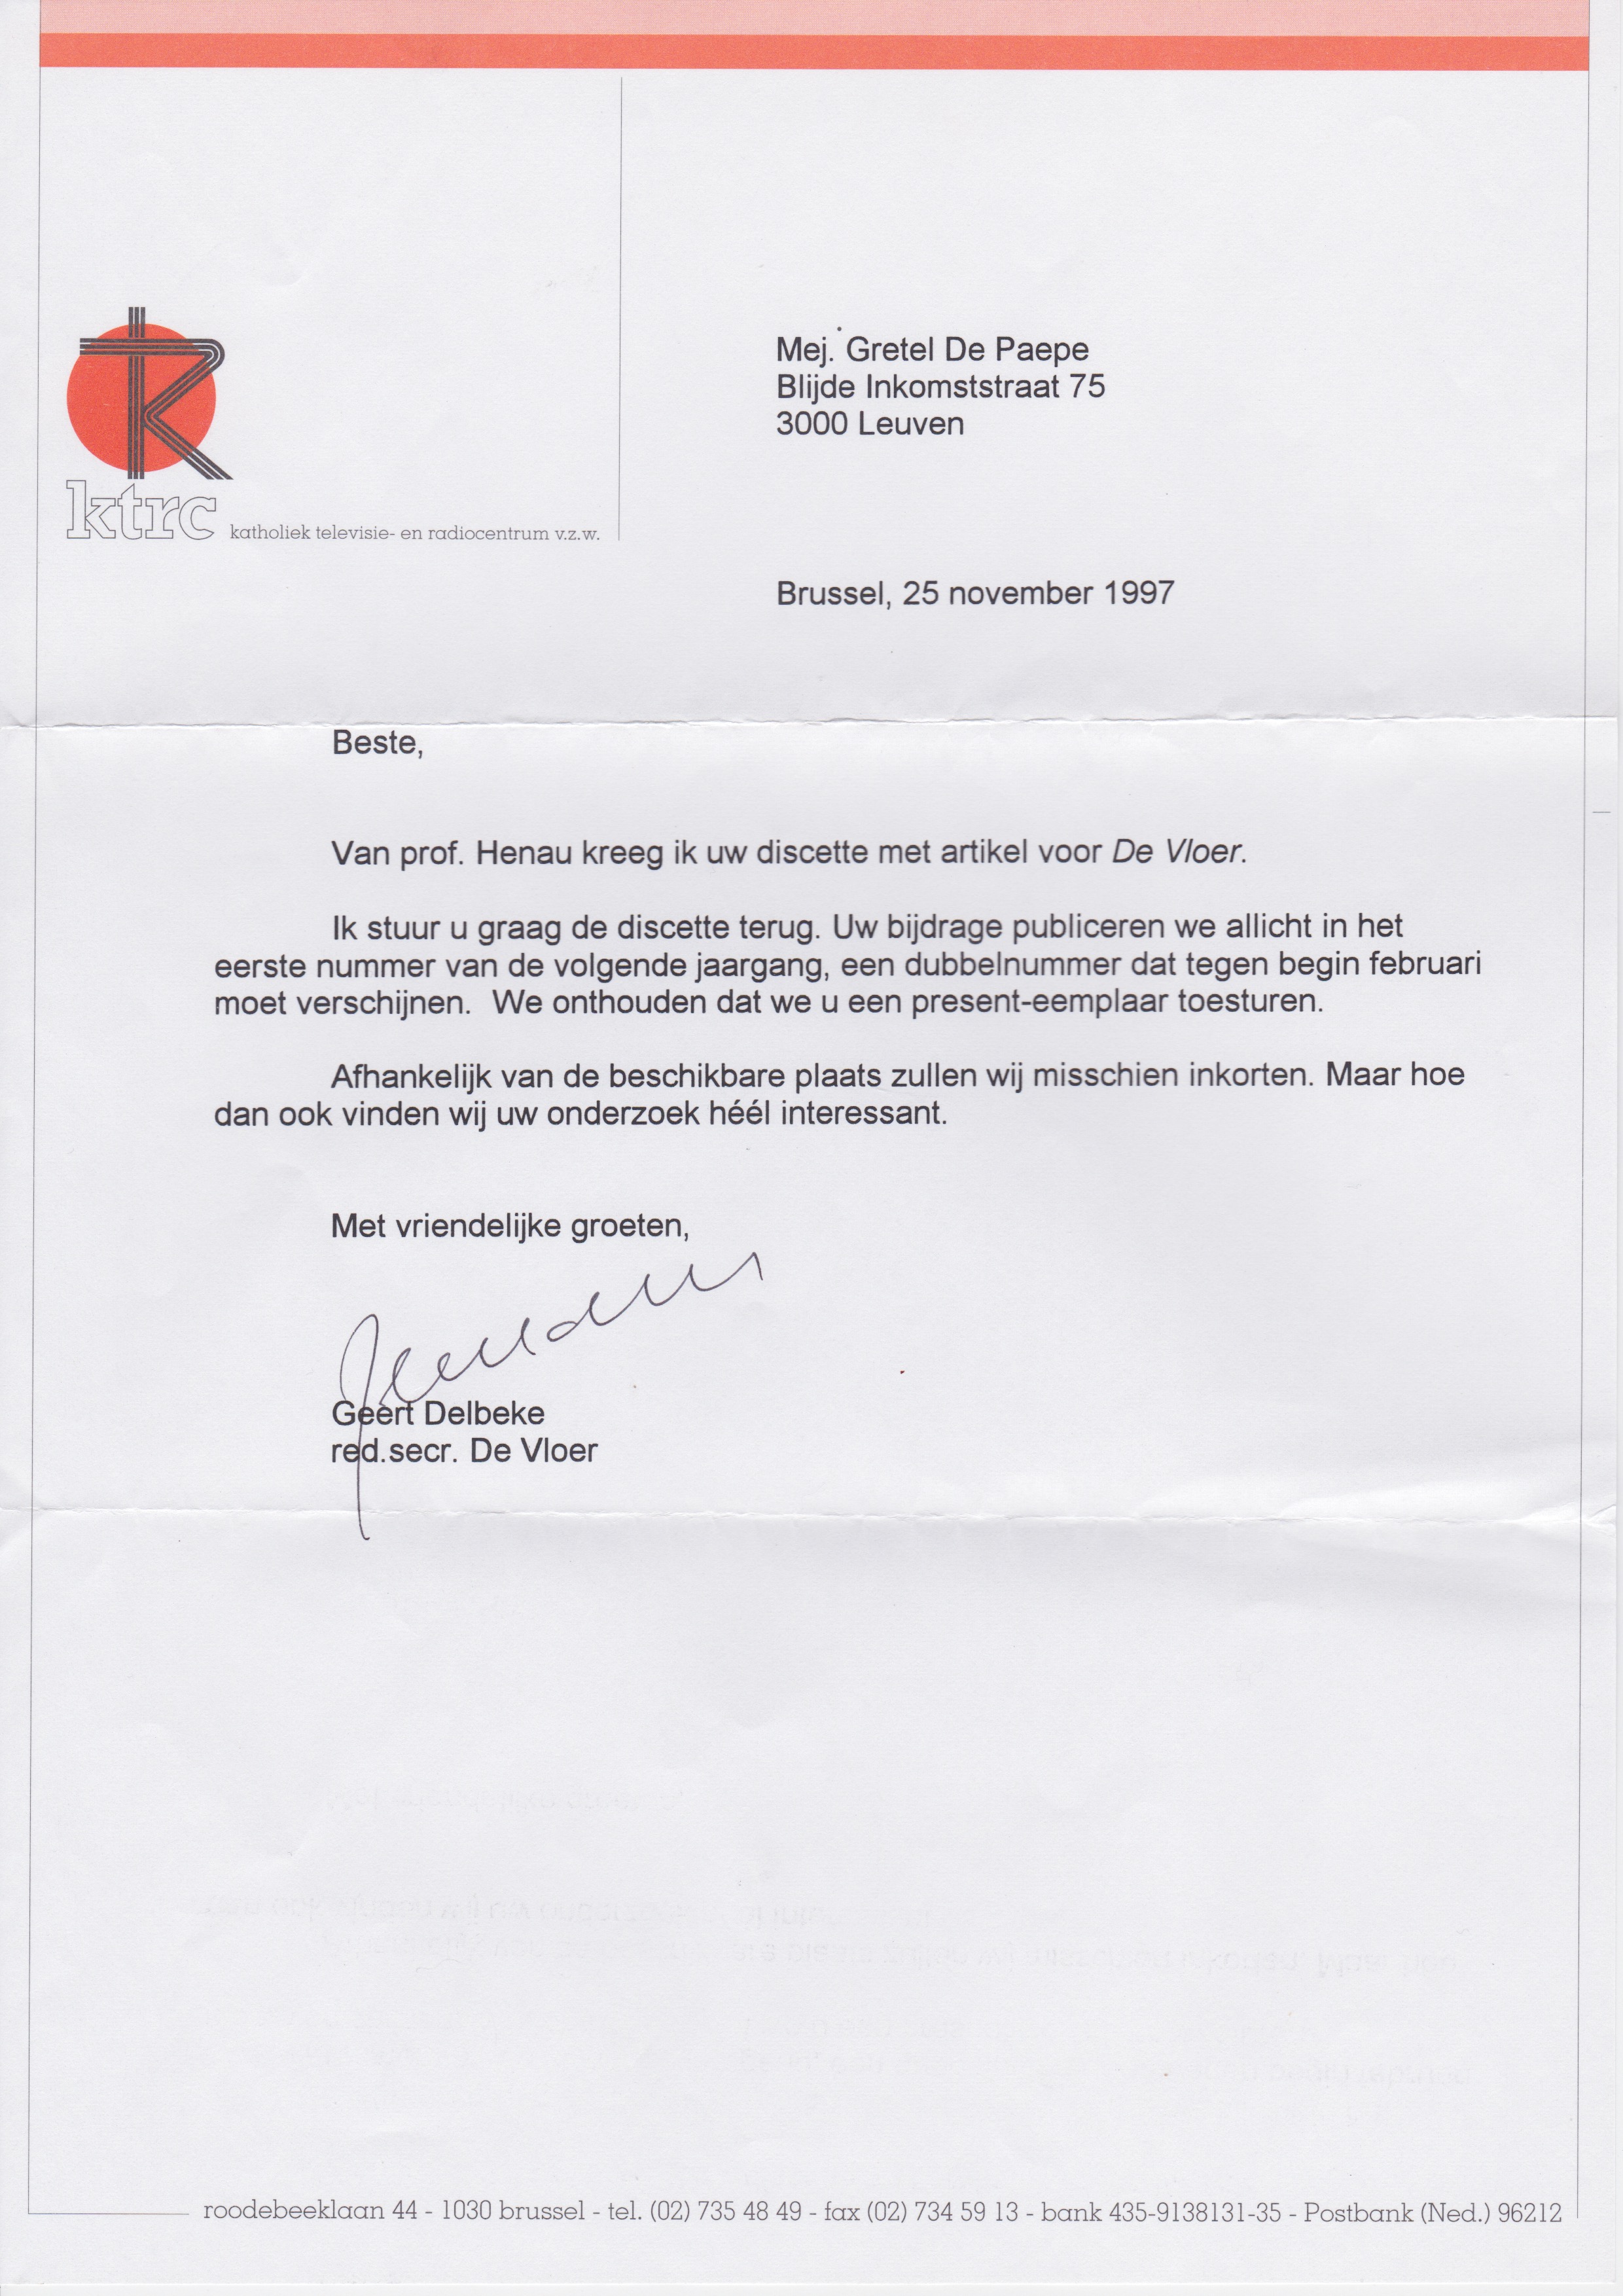 ktrc katholiek televisie- en radiocentrum v.z.w.
Mej. Gretel De Paepe
Blijde Inkomststraat 75
3000 Leuven
Brussel, 25 november 1997
Beste,
Van prof. Henau kreeg ik uw discette met artikel voor De Vloer.
Ik stuur u graag de discette terug. Uw bijdrage publiceren we allicht in het
eerste nummer van de volgende jaargang, een dubbelnummer dat tegen begin februari
moet verschijnen. We onthouden dat we u een present-eemplaar toesturen.
Afhankelijk van de beschikbare plaats zullen wij misschien inkorten. Maar hoe
dan ook vinden wij uw onderzoek héél interessant.
Met vriendelijke groeten,
Geert Delbeke
red.secr. De Vloer
roodebeeklaan 44 - 1030 brussel - tel. (02) 735 48 49 - fax (02) 734 59 13 - bank 435-9138131-35 - Postbank (Ned.) 96212